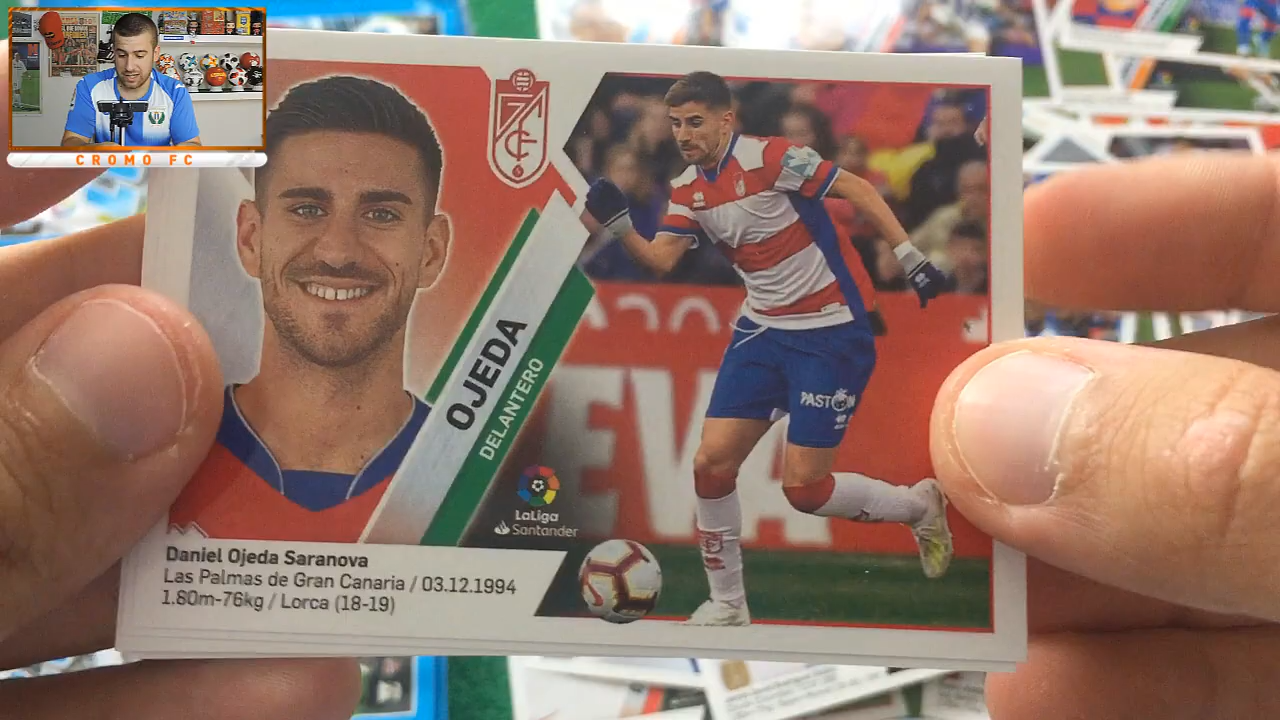 CROMO FC
OJEDA
DELANTERO
LaLiga
Santander
EVA
PASTON
Daniel Ojeda Saranova
Las Palmas de Gran Canaria / 03.12.1994
1.80m-76kg / Lorca (18-19)